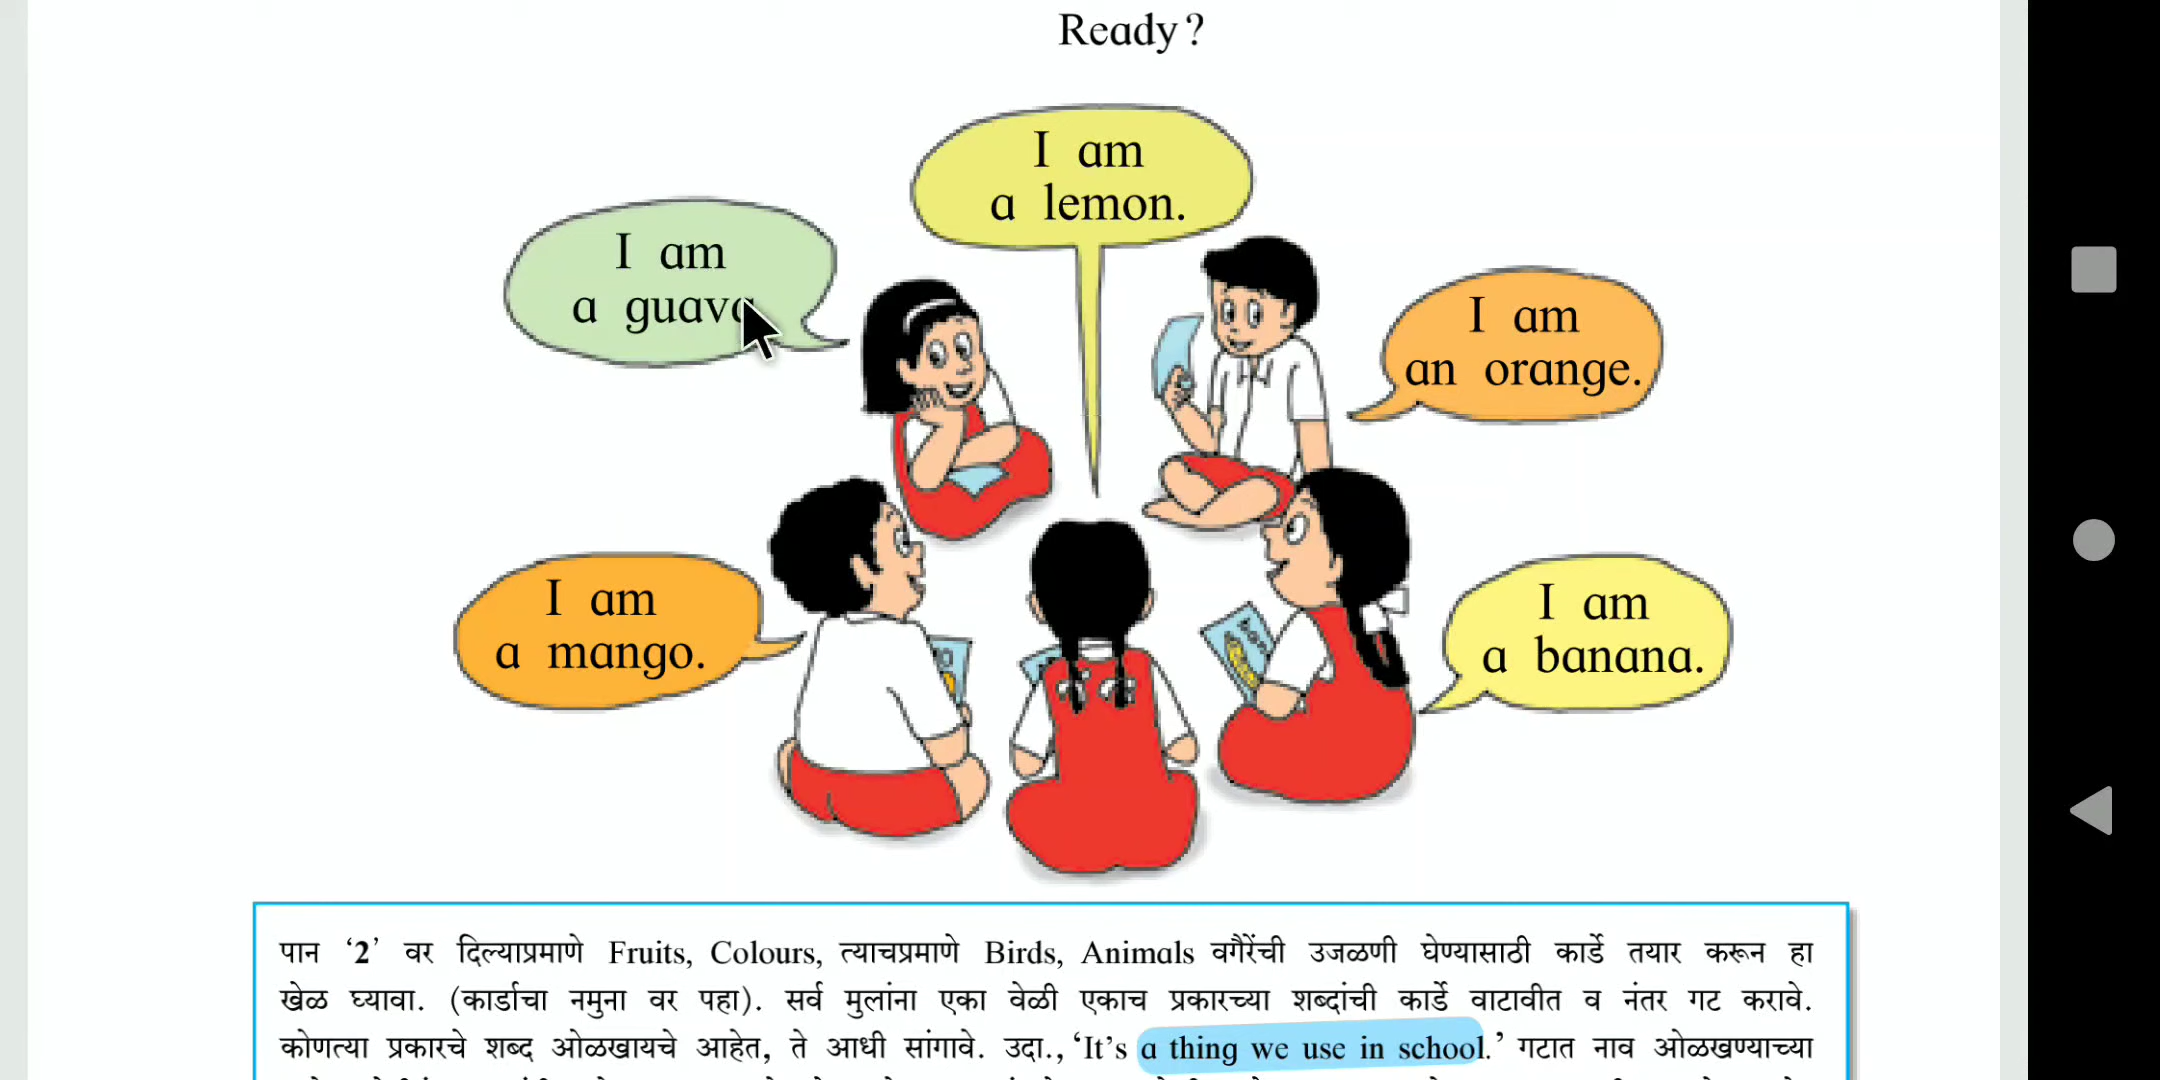 Ready?
I am
a lemon.
I am
a guava
I am
an orange.
I am
a mango.
I am
a banana.
पान ‘2’ वर दिल्याप्रमाणे Fruits, Colours, त्याचप्रमाणे Birds, Animals वगैरेंची उजळणी घेण्यासाठी कार्डे तयार करून हा
खेळ घ्यावा. (कार्डाचा नमुना वर पहा). सर्व मुलांना एका वेळी एकाच प्रकारच्या शब्दांची कार्डे वाटावीत व नंतर गट करावे.
कोणत्या प्रकारचे शब्द ओळखायचे आहेत, ते आधी सांगावे. उदा., ‘It’s a thing we use in school.’ गटात नाव ओळखण्याच्या